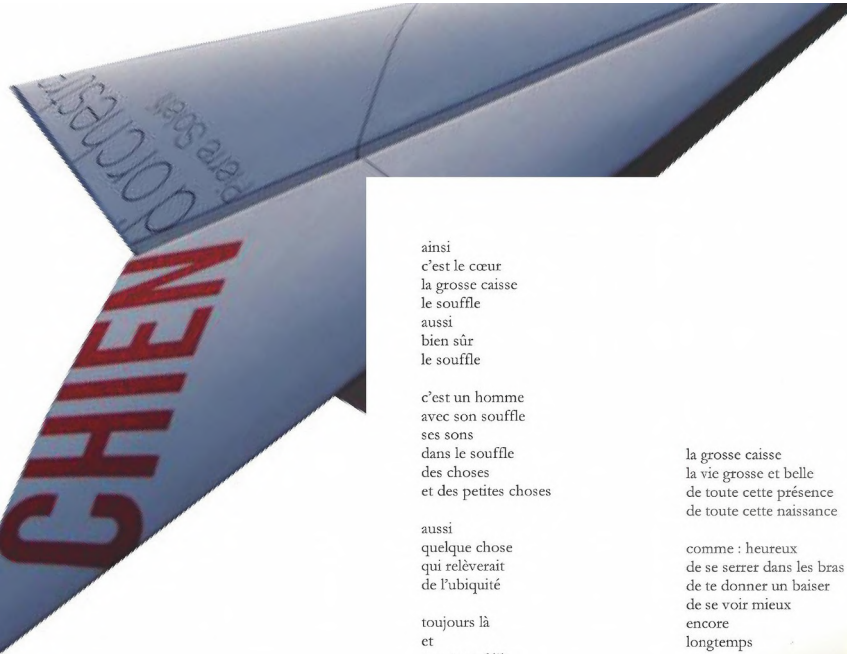 d'orchestr
Pierre Soletti
CHIEN
ainsi
c'est le cœur
la grosse caisse
le souffle
aussi
bien sûr
le souffle
c'est un homme
avec son souffle
ses sons
dans le souffle
des choses
et des petites choses
aussi
quelque chose
qui relèverait
de l'ubiquité
toujours là
et
la grosse caisse
la vie grosse et belle
de toute cette présence
de toute cette naissance
comme : heureux
de se serrer dans les bras
de te donner un baiser
de se voir mieux
encore
longtemps